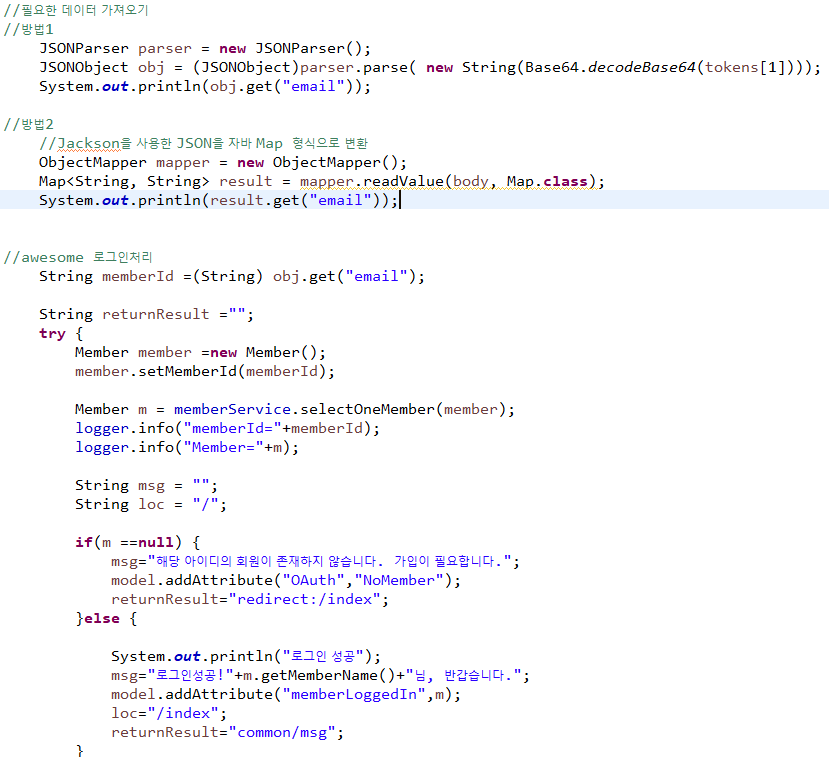 //필요한 데이터 가져오기
//방법1
JSONParser parser = new JSONParser();
JSONObject obj = (JSONObject)parser.parse( new String(Base64.decodeBase64(tokens[1])));
System.out.println(obj.get("email"));
//방법2
//Jackson을 사용한 JSON을 자바 Map 형식으로 변환
ObjectMapper mapper = new ObjectMapper();
Map<String, String> result = mapper.readValue(body, Map.class);
System.out.println(result.get("email"));
//awesome 로그인처리
String memberId =(String) obj.get("email");
String returnResult ="";
try {
Member member =new Member();
member.setMemberId(memberId);
Member m = memberService.selectOneMember(member);
logger.info("memberId="+memberId);
logger.info("Member="+m);
String msg = "";
String loc = "/";
if(m ==null) {
msg="해당 아이디의 회원이 존재하지 않습니다. 가입이 필요합니다.";
model.addAttribute("OAuth","NoMember");
returnResult="redirect:/index";
}else {
System.out.println("로그인 성공");
msg="로그인성공!"+m.getMemberName()+"님, 반갑습니다.";
model.addAttribute("memberLoggedIn",m);
loc="/index";
returnResult="common/msg";
}